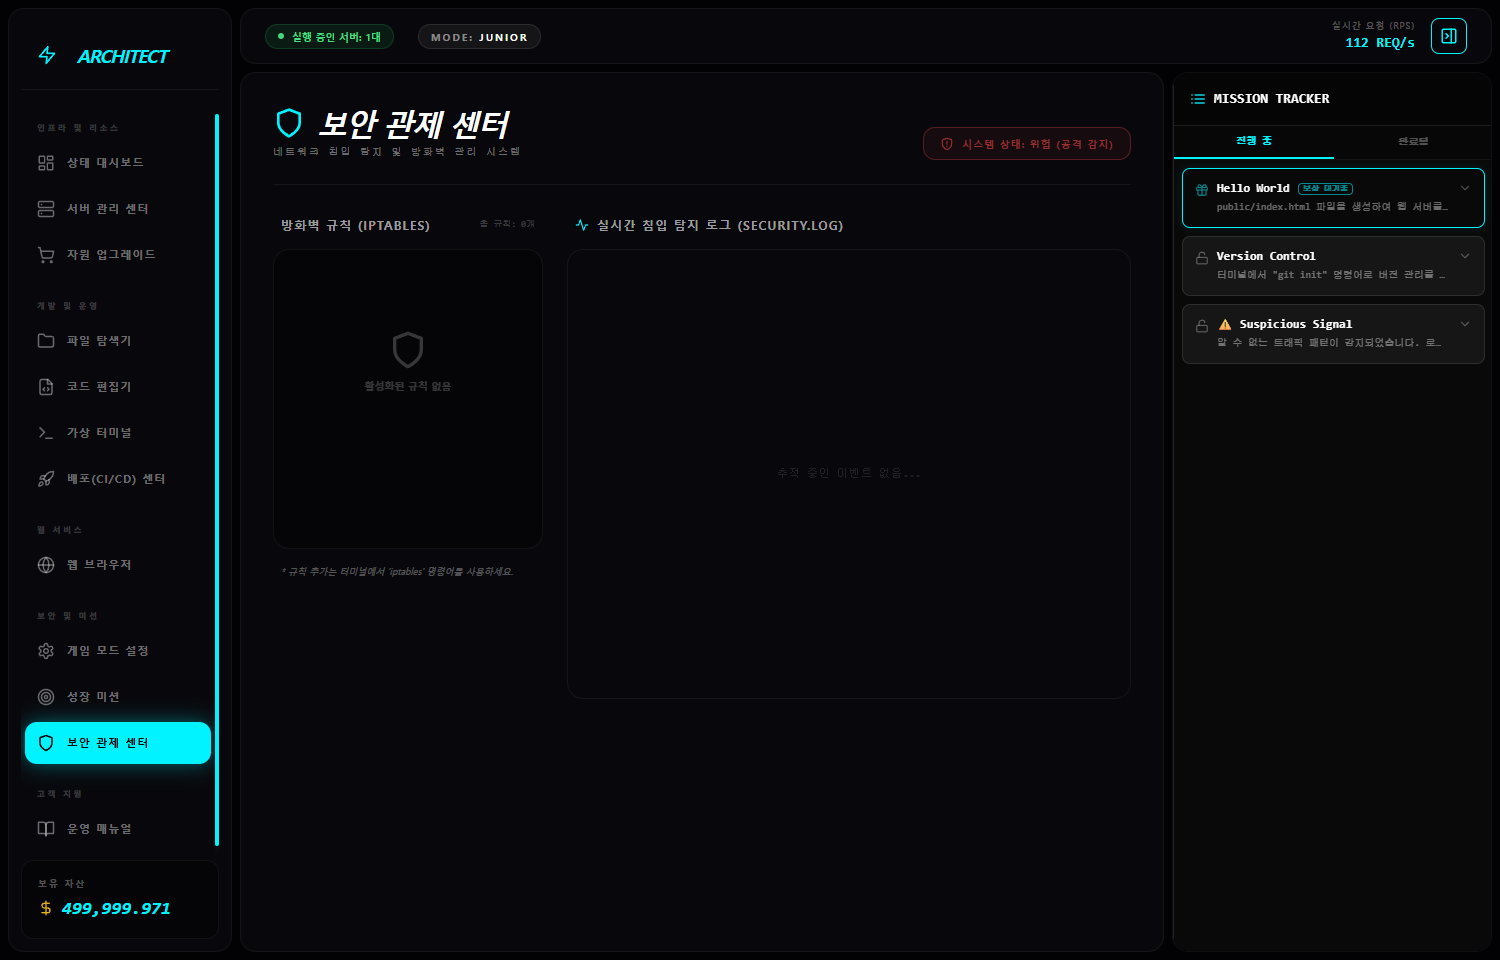 ARCHITECT
인프라 및 리소스
상태 대시보드
서버 관리 센터
자원 업그레이드
개발 및 운영
파일 탐색기
코드 편집기
가상 터미널
배포(CI/CD) 센터
웹 서비스
웹 브라우저
보안 및 미션
게임 모드 설정
성장 미션
보안 관제 센터
고객 지원
운영 매뉴얼
보유 자산
$ 499,999.971
실행 중인 서버: 1대
MODE: JUNIOR
실시간 요청 (RPS)
112 REQ/s
보안 관제 센터
네트워크 침입 탐지 및 방화벽 관리 시스템
시스템 상태: 위험 (공격 감지)
방화벽 규칙 (IPTABLES)
총 규칙: 0개
활성화된 규칙 없음
* 규칙 추가는 터미널에서 'iptables' 명령어를 사용하세요.
실시간 침입 탐지 로그 (SECURITY.LOG)
추적 중인 이벤트 없음...
MISSION TRACKER
진행 중
완료됨
Hello World 보상 대기중
public/index.html 파일을 생성하여 웹 서버를…
Version Control
터미널에서 "git init" 명령어로 버전 관리를 …
⚠️ Suspicious Signal
알 수 없는 트래픽 패턴이 감지되었습니다. 로…